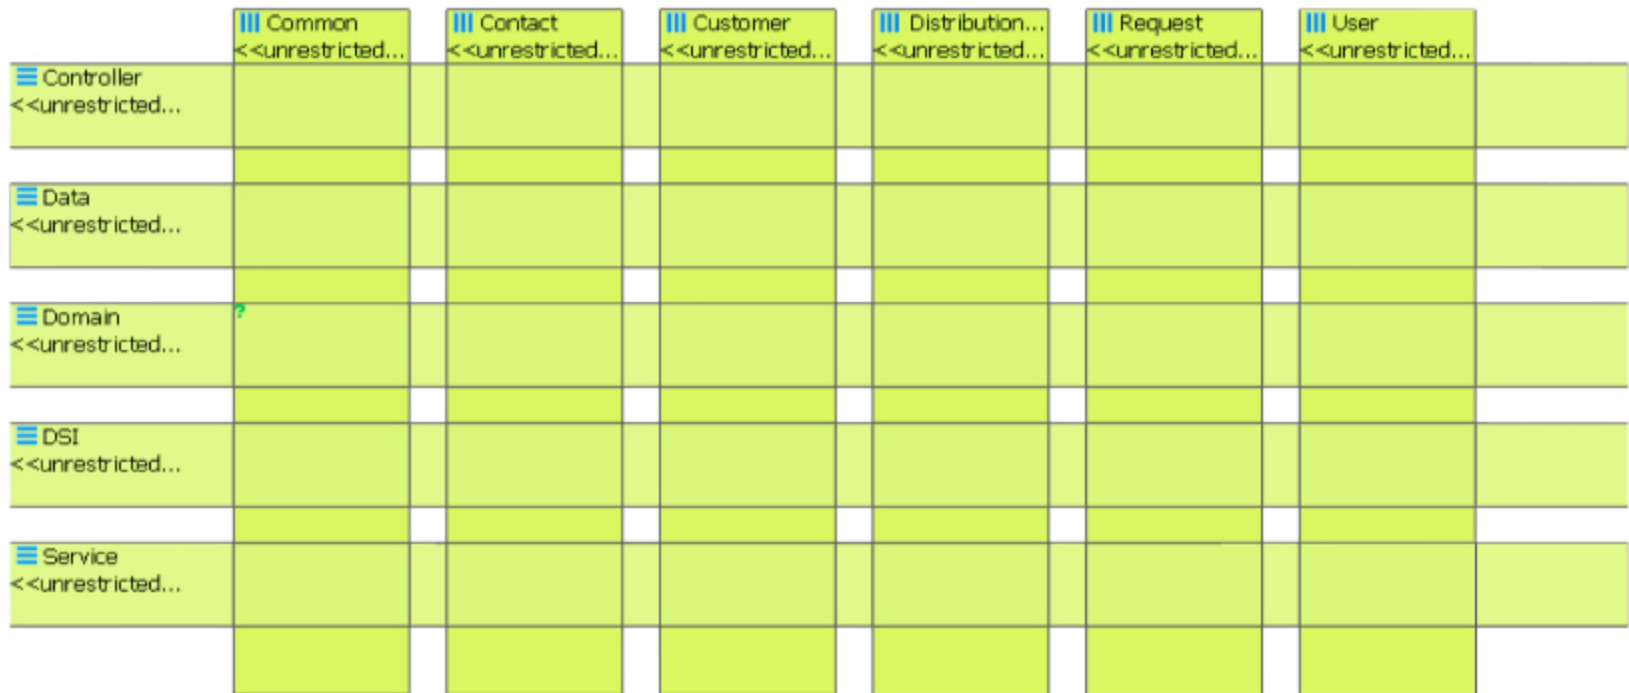 Common Contact Customer Distribution... Request User
<<unrestricted... <<unrestricted... <<unrestricted... <<unrestricted... <<unrestricted... <<unrestricted...
Controller
<<unrestricted...
Data
<<unrestricted...
Domain ?
<<unrestricted...
DSI
<<unrestricted...
Service
<<unrestricted...